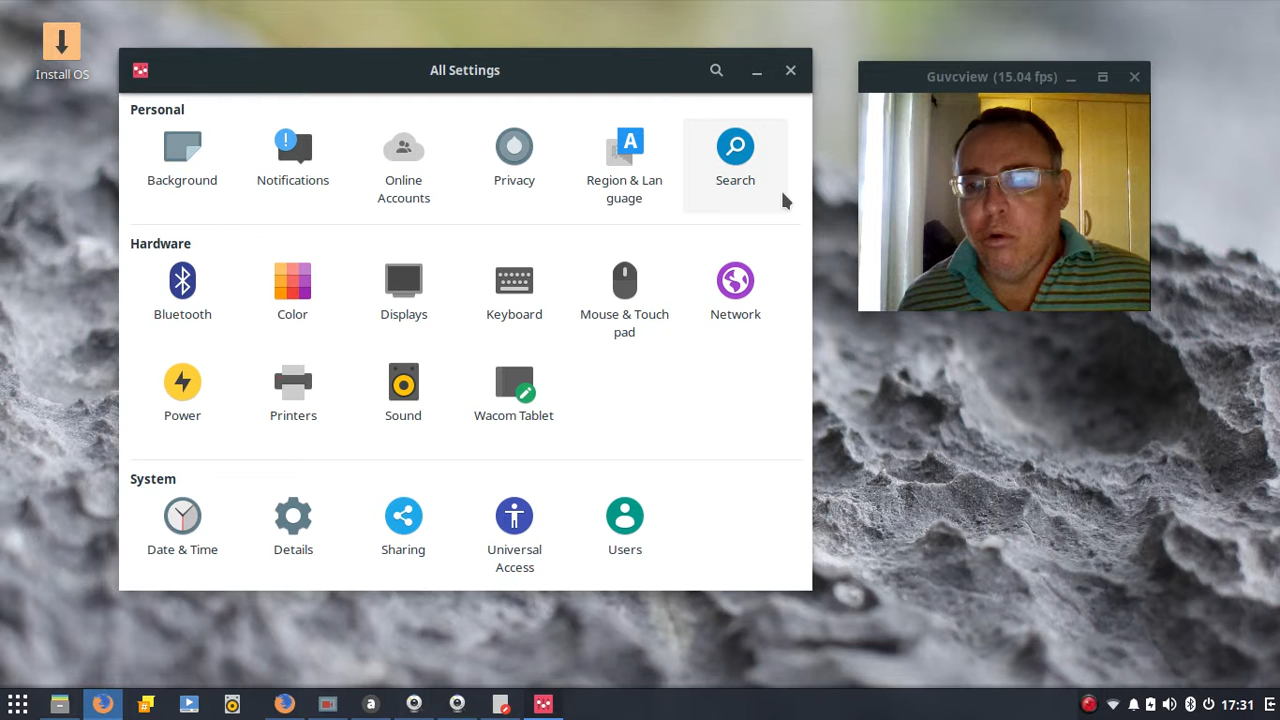 Install OS
All Settings
Guvcview (15.04 fps)
Personal
Background
Notifications
Online
Accounts
Privacy
Region & Lan
guage
Search
Hardware
Bluetooth
Color
Displays
Keyboard
Mouse & Touch
pad
Network
Power
Printers
Sound
Wacom Tablet
System
Date & Time
Details
Sharing
Universal
Access
Users
17:31